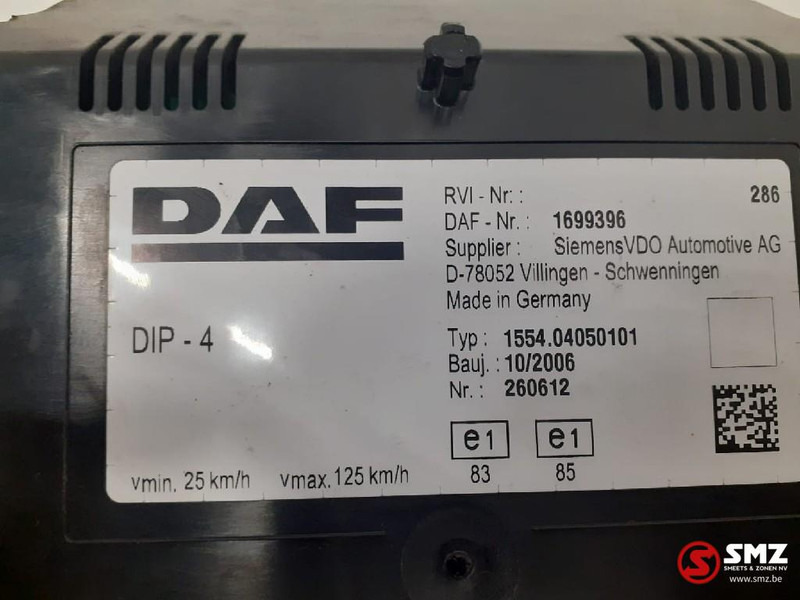 DAF
RVI - Nr: : 286
DAF - Nr. : 1699396
Supplier : SiemensVDO Automotive AG
D-78052 Villingen - Schwenningen
Made in Germany
DIP - 4
Typ : 1554.04050101
Bauj. : 10/2006
Nr. : 260612
e1 e1
83 85
vmin. 25 km/h vmax. 125 km/h
SMZ
SMEETS & ZONEN NV
www.smz.be